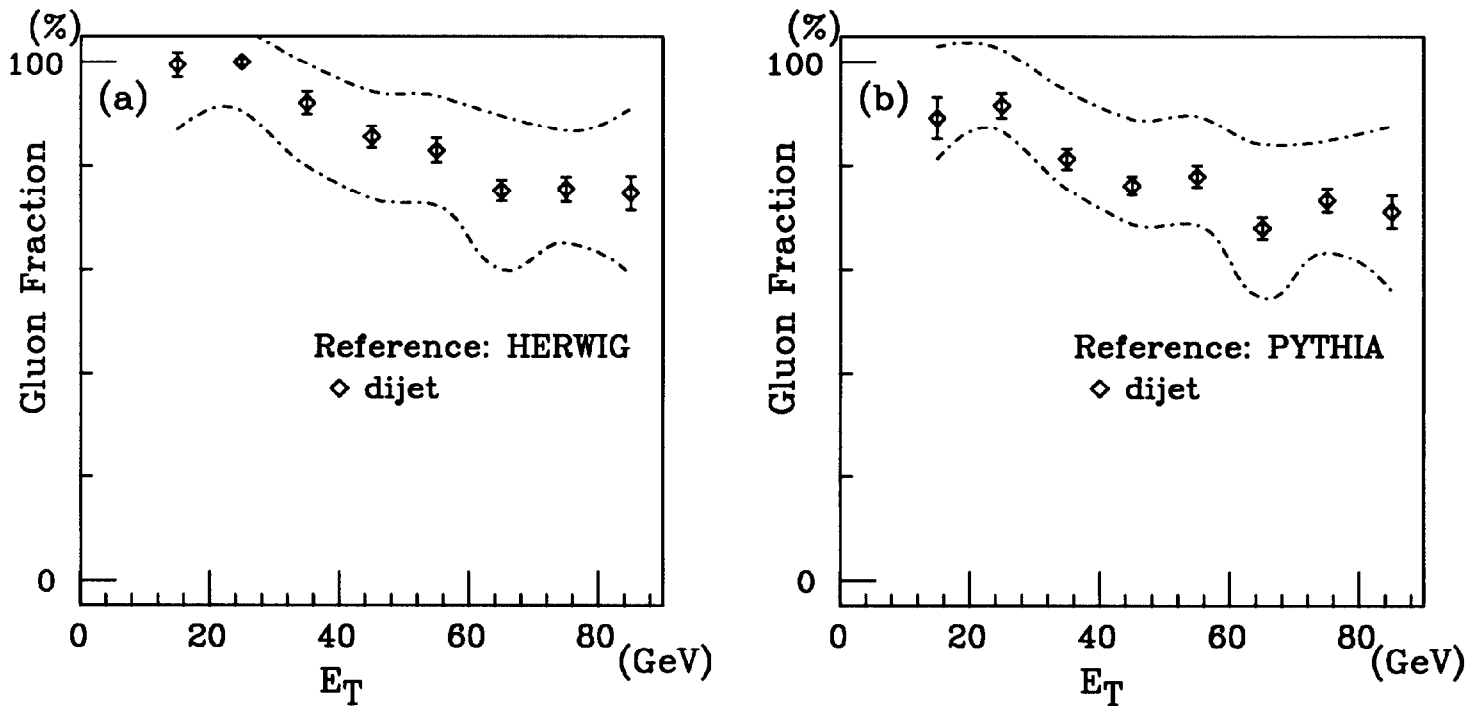 (%)
100
(a)
Gluon Fraction
Reference: HERWIG
dijet
0
0 20 40 60 80 (GeV)
E_T
(%)
100
(b)
Gluon Fraction
Reference: PYTHIA
dijet
0
0 20 40 60 80 (GeV)
E_T